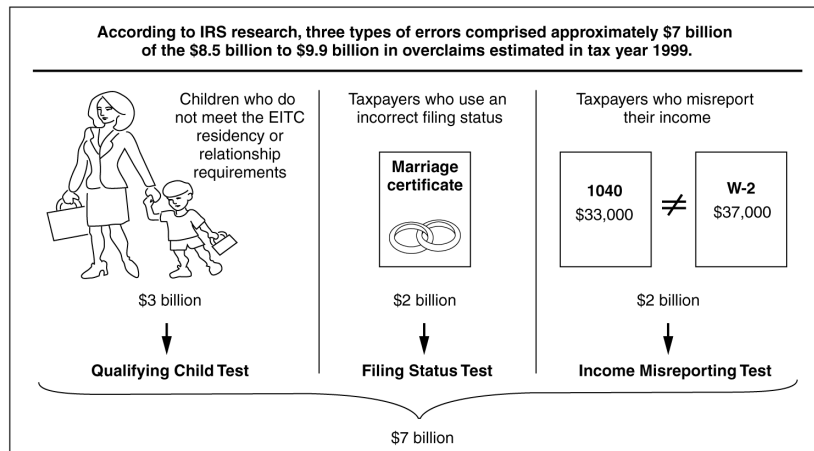 According to IRS research, three types of errors comprised approximately $7 billion
of the $8.5 billion to $9.9 billion in overclaims estimated in tax year 1999.
Children who do
not meet the EITC
residency or
relationship
requirements
$3 billion
Qualifying Child Test
Taxpayers who use an
incorrect filing status
Marriage
certificate
$2 billion
Filing Status Test
Taxpayers who misreport
their income
1040
$33,000
≠
W-2
$37,000
$2 billion
Income Misreporting Test
$7 billion